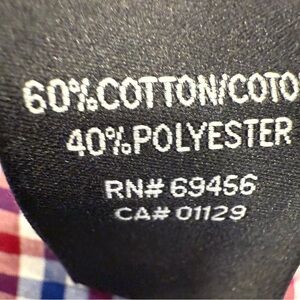 60%COTTON/COTO
40%POLYESTER
RN# 69456
CA# 01129